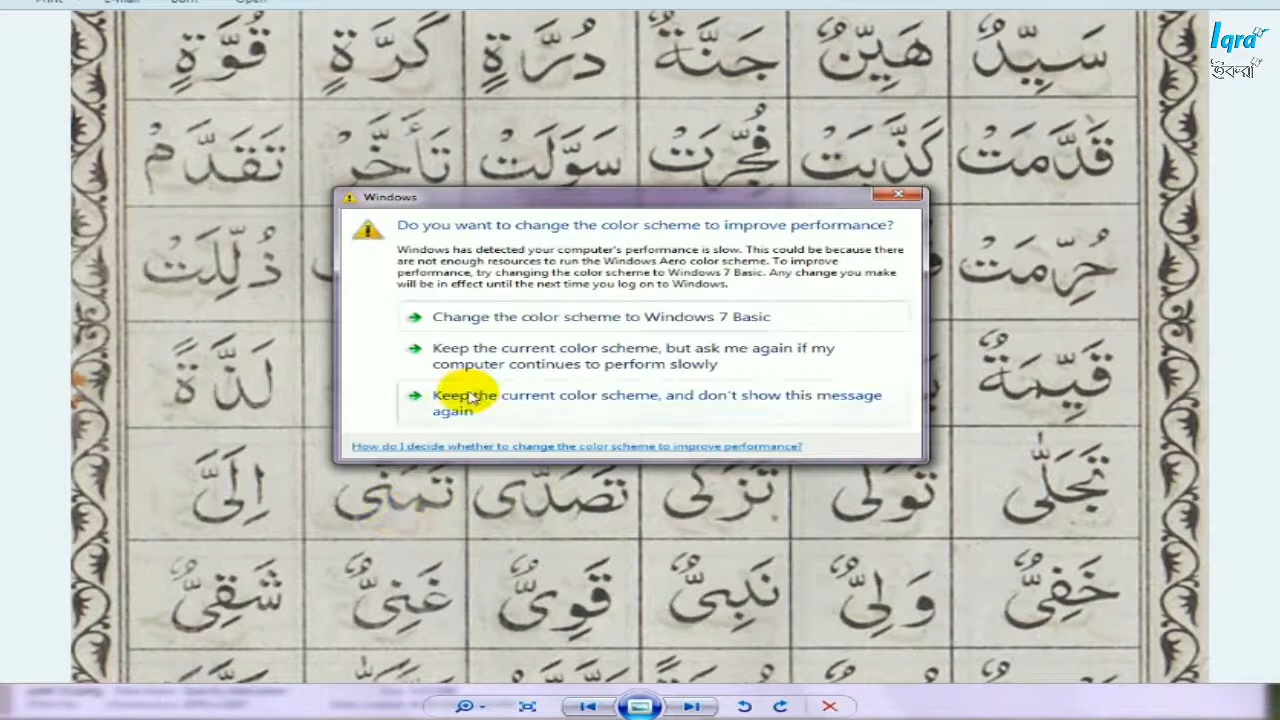 Iqra
ইকরা
سَيِّدٌ هَيِّنٌ جَنَّةٌ دُرَّةٍ كَرَّةٍ قُوَّةٍ
قَدَّمَتْ كَذَّبَتْ فُجِّرَتْ سَوَّلَتْ تَأَخَّرَ تَقَدَّمَ
Windows
Do you want to change the color scheme to improve performance?
Windows has detected your computer's performance is slow. This could be because there
are not enough resources to run the Windows Aero color scheme. To improve
performance, try changing the color scheme to Windows 7 Basic. Any change you make
will be in effect until the next time you log on to Windows.
Change the color scheme to Windows 7 Basic
Keep the current color scheme, but ask me again if my
computer continues to perform slowly
Keep the current color scheme, and don't show this message
again
How do I decide whether to change the color scheme to improve performance?
حُرِّمَتْ ذُلِّلَتْ
قَيِّمَةٌ لَذَّةٍ
تَجَلّٰى تَوَلّٰى تَزَكّٰى تَصَدّٰى تَمَنّٰى اِلَىَّ
خَفِىٌّ وَلِىٌّ نَبِىٌّ قَوِىٌّ غَنِىٌّ شَقِىٌّ